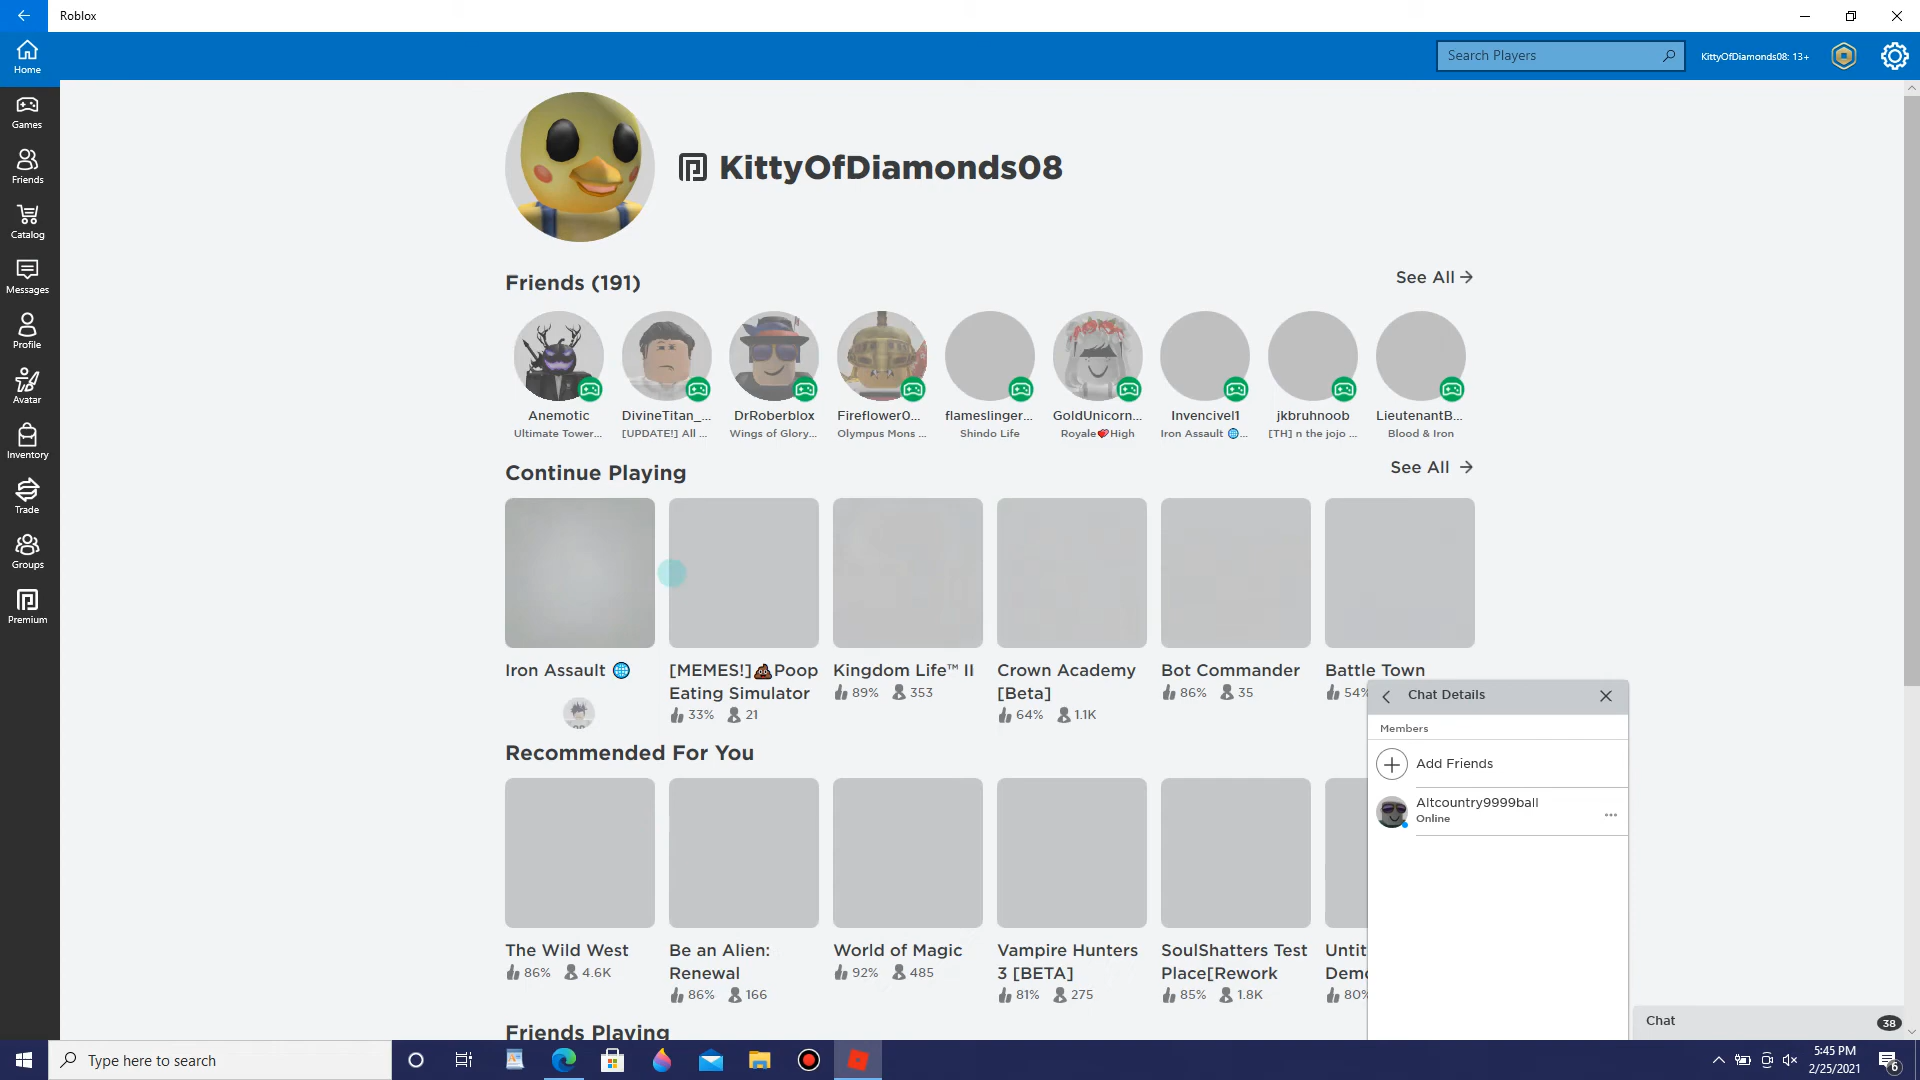 Roblox
Search Players
KittyOfDiamonds08: 13+
Home
Games
Friends
Catalog
Messages
Profile
Avatar
Inventory
Trade
Groups
Premium
KittyOfDiamonds08
Friends (191)
See All
Anemotic
DivineTitan_...
DrRoberblox
Fireflower0...
flameslinger...
GoldUnicorn...
Invencivel1
jkbruhnoob
LieutenantB...
Ultimate Tower...
[UPDATE!] All ...
Wings of Glory...
Olympus Mons ...
Shindo Life
Royale💕High
Iron Assault 🌐...
[TH] n the jojo ...
Blood & Iron
Continue Playing
See All
Iron Assault 🌐
[MEMES!]💩Poop
Eating Simulator
33% 21
Kingdom Life™ II
89% 353
Crown Academy
[Beta]
64% 1.1K
Bot Commander
86% 35
Battle Town
54%
Recommended For You
The Wild West
86% 4.6K
Be an Alien:
Renewal
86% 166
World of Magic
92% 485
Vampire Hunters
3 [BETA]
81% 275
SoulShatters Test
Place[Rework
85% 1.8K
Untit
Demo
80%
Friends Playing
Chat Details
Members
Add Friends
Altcountry9999ball
Online
...
Chat
38
Type here to search
5:45 PM
2/25/2021
6